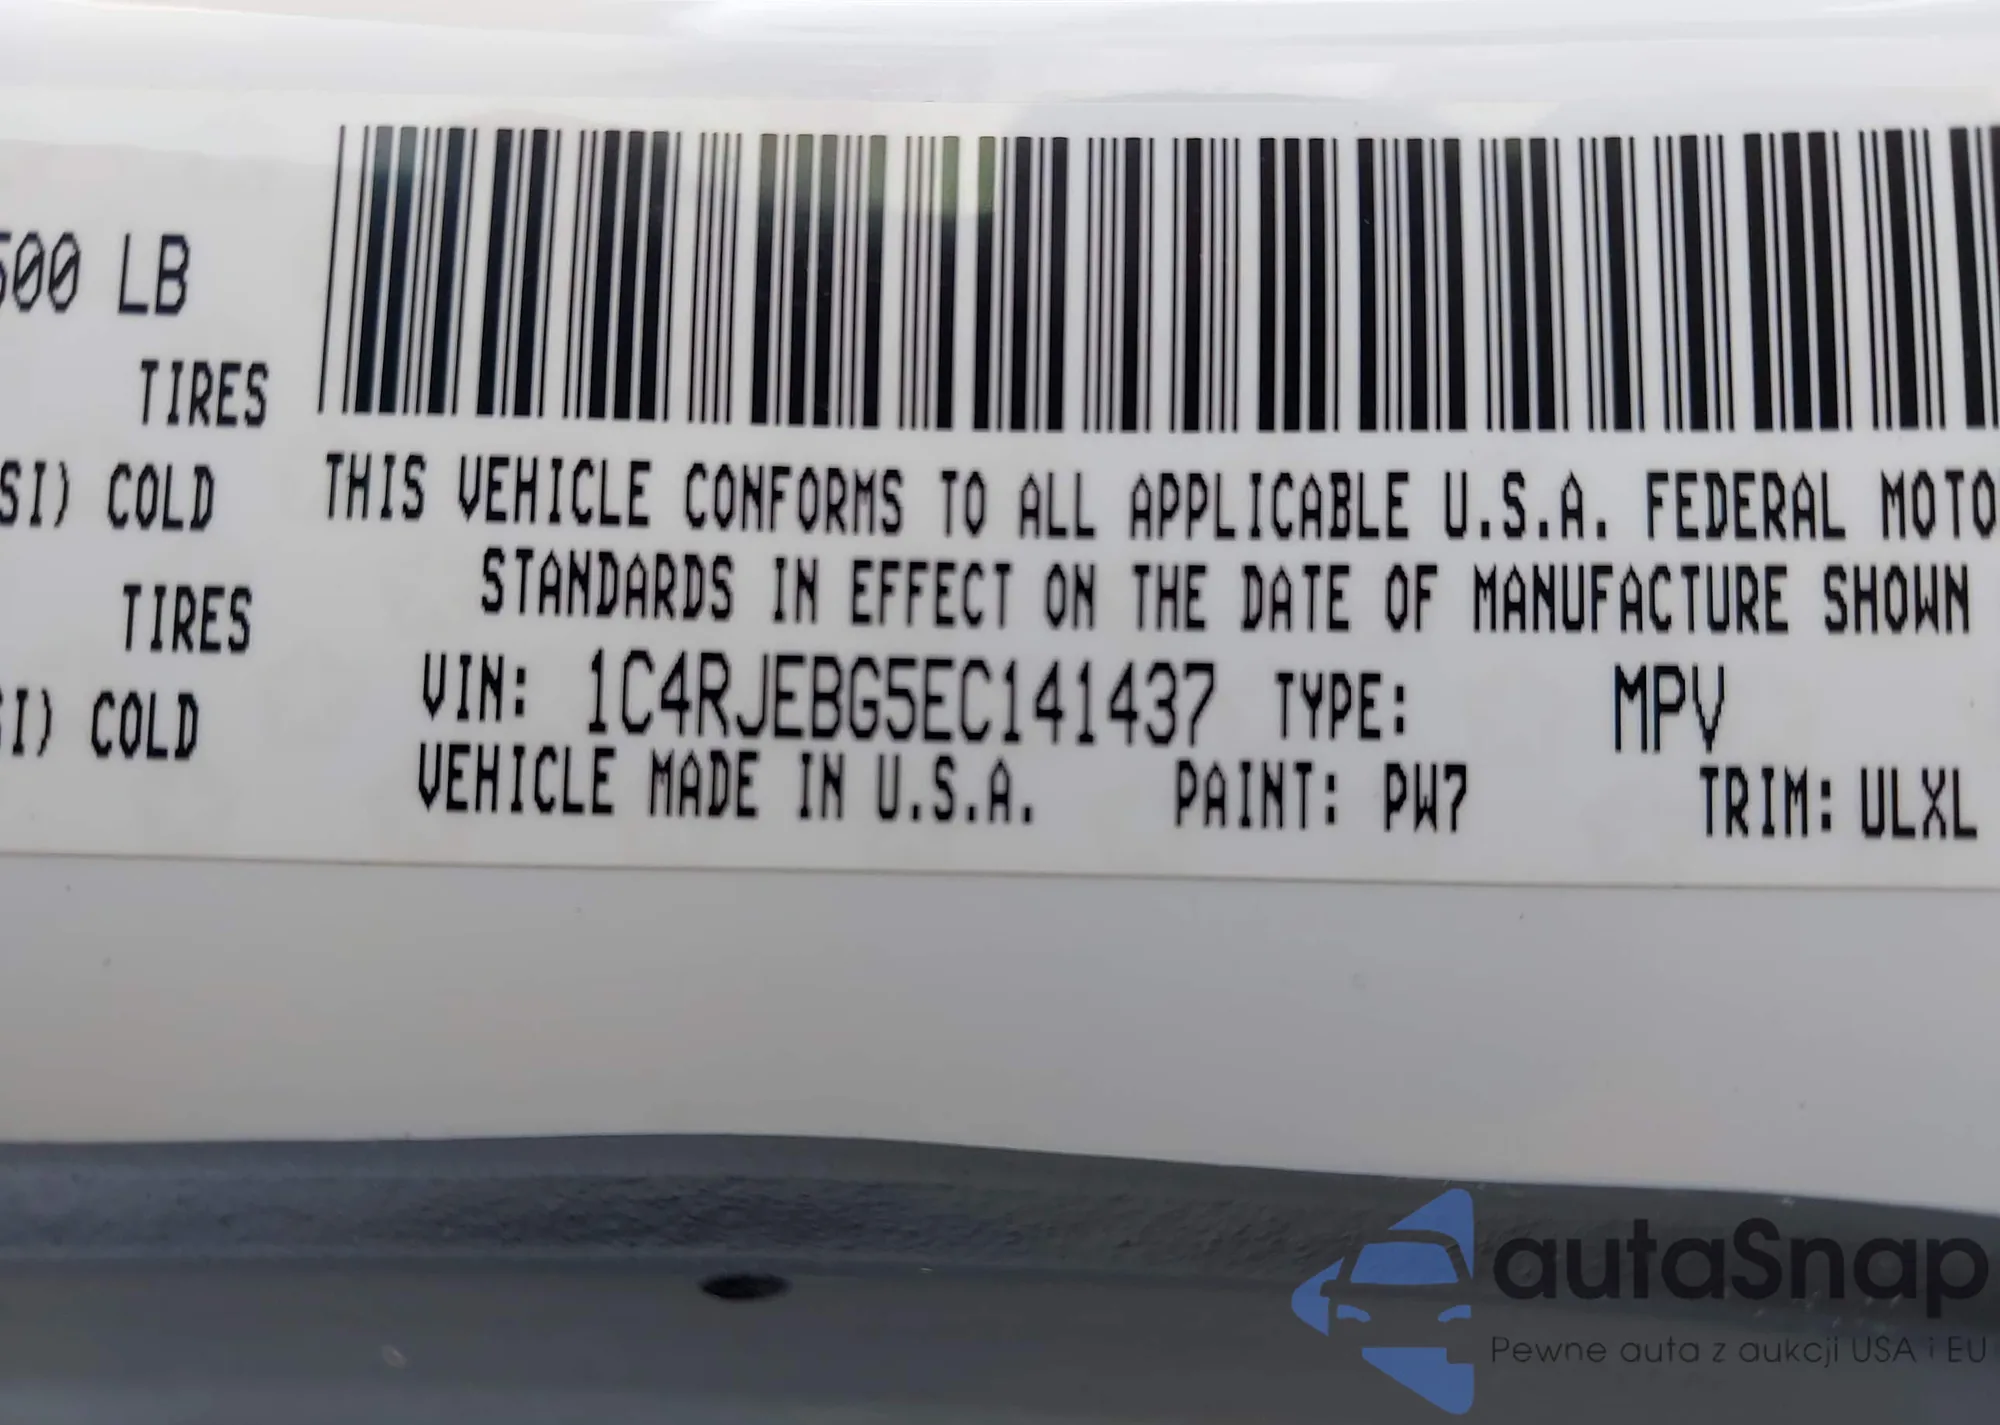 500 LB
TIRES
SI) COLD
TIRES
SI) COLD
THIS VEHICLE CONFORMS TO ALL APPLICABLE U.S.A. FEDERAL MOTO
STANDARDS IN EFFECT ON THE DATE OF MANUFACTURE SHOWN
VIN: 1C4RJEBG5EC141437 TYPE: MPV
VEHICLE MADE IN U.S.A. PAINT: PW7 TRIM: ULXL
autaSnap
Pewne auta z aukcji USA i EU